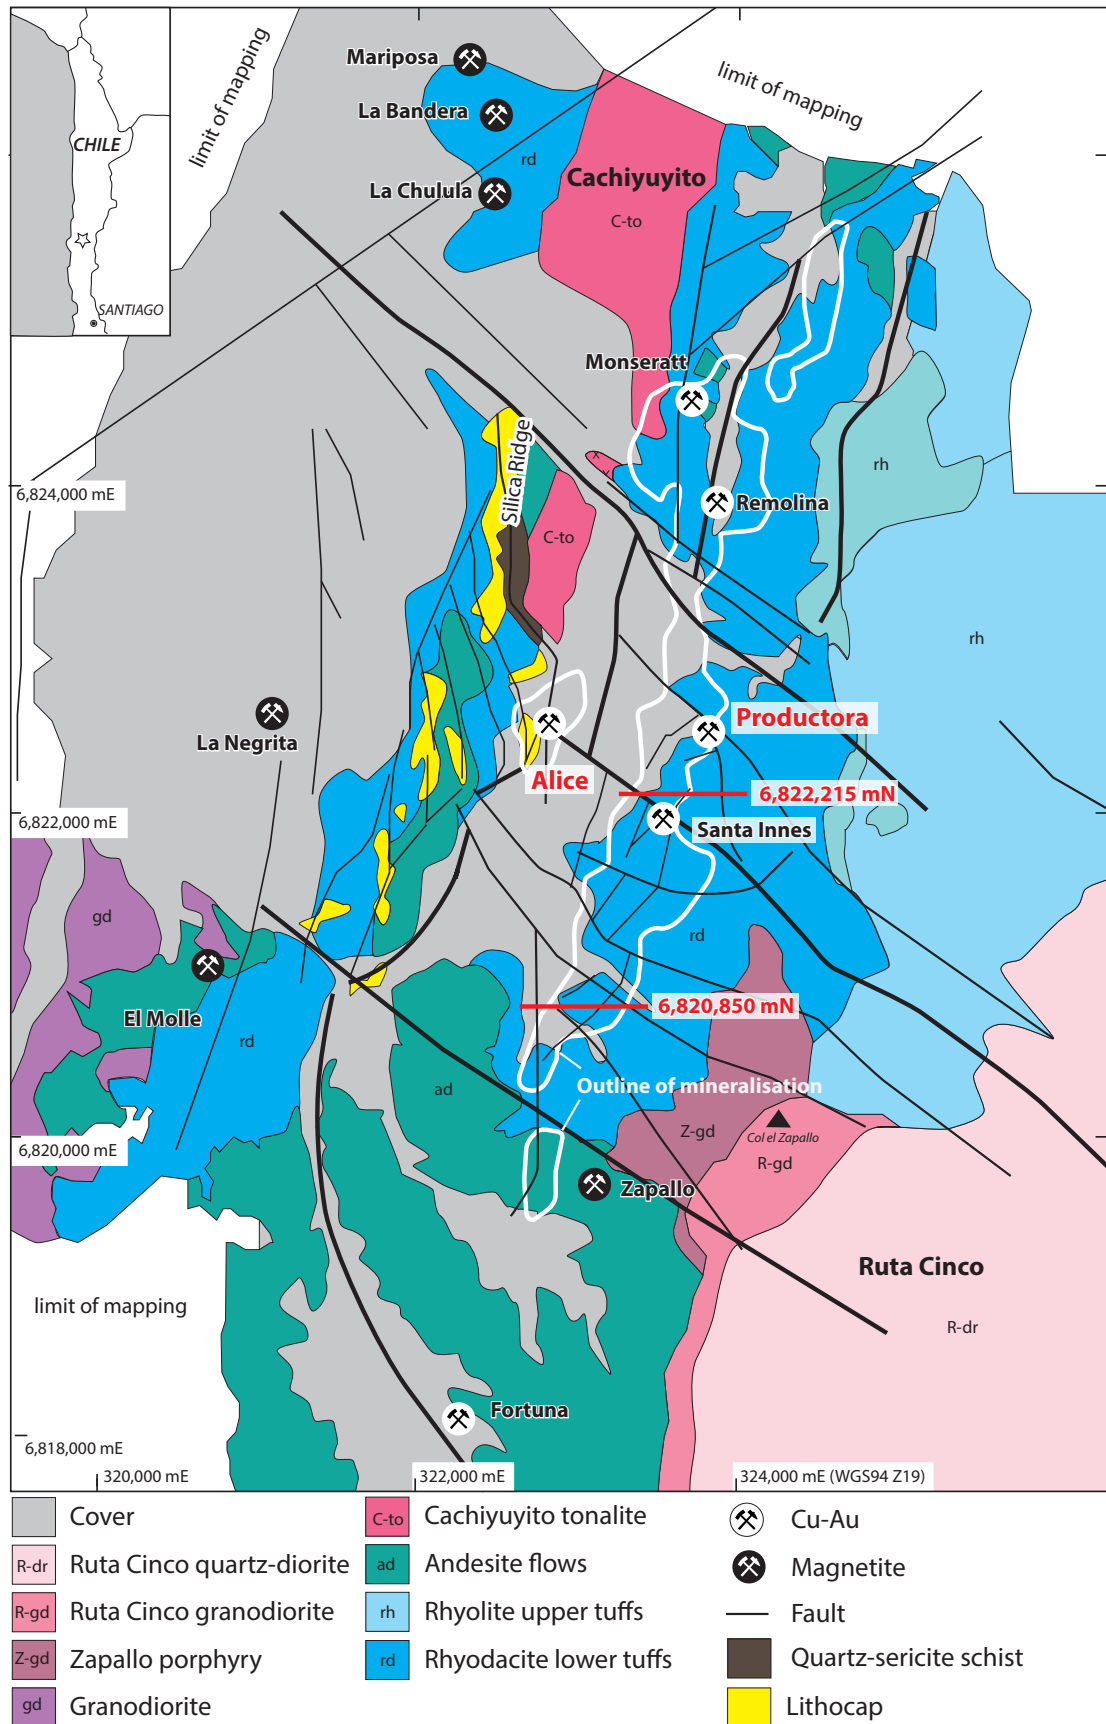 limit of mapping
limit of mapping
CHILE
SANTIAGO
Mariposa
La Bandera
rd
La Chulula
Cachiyuyito
C-to
Monseratt
rh
6,824,000 mE
Silica Ridge
Remolina
C-to
rh
La Negrita
Productora
Alice
6,822,215 mN
6,822,000 mE
Santa Innes
gd
rd
El Molle
rd
6,820,850 mN
ad
Outline of mineralisation
Z-gd
Col el Zapallo
R-gd
6,820,000 mE
Zapallo
Ruta Cinco
limit of mapping
R-dr
Fortuna
6,818,000 mE
320,000 mE
322,000 mE
324,000 mE (WGS94 Z19)
Cover
R-dr Ruta Cinco quartz-diorite
R-gd Ruta Cinco granodiorite
Z-gd Zapallo porphyry
gd Granodiorite
C-to Cachiyuyito tonalite
ad Andesite flows
rh Rhyolite upper tuffs
rd Rhyodacite lower tuffs
Cu-Au
Magnetite
Fault
Quartz-sericite schist
Lithocap